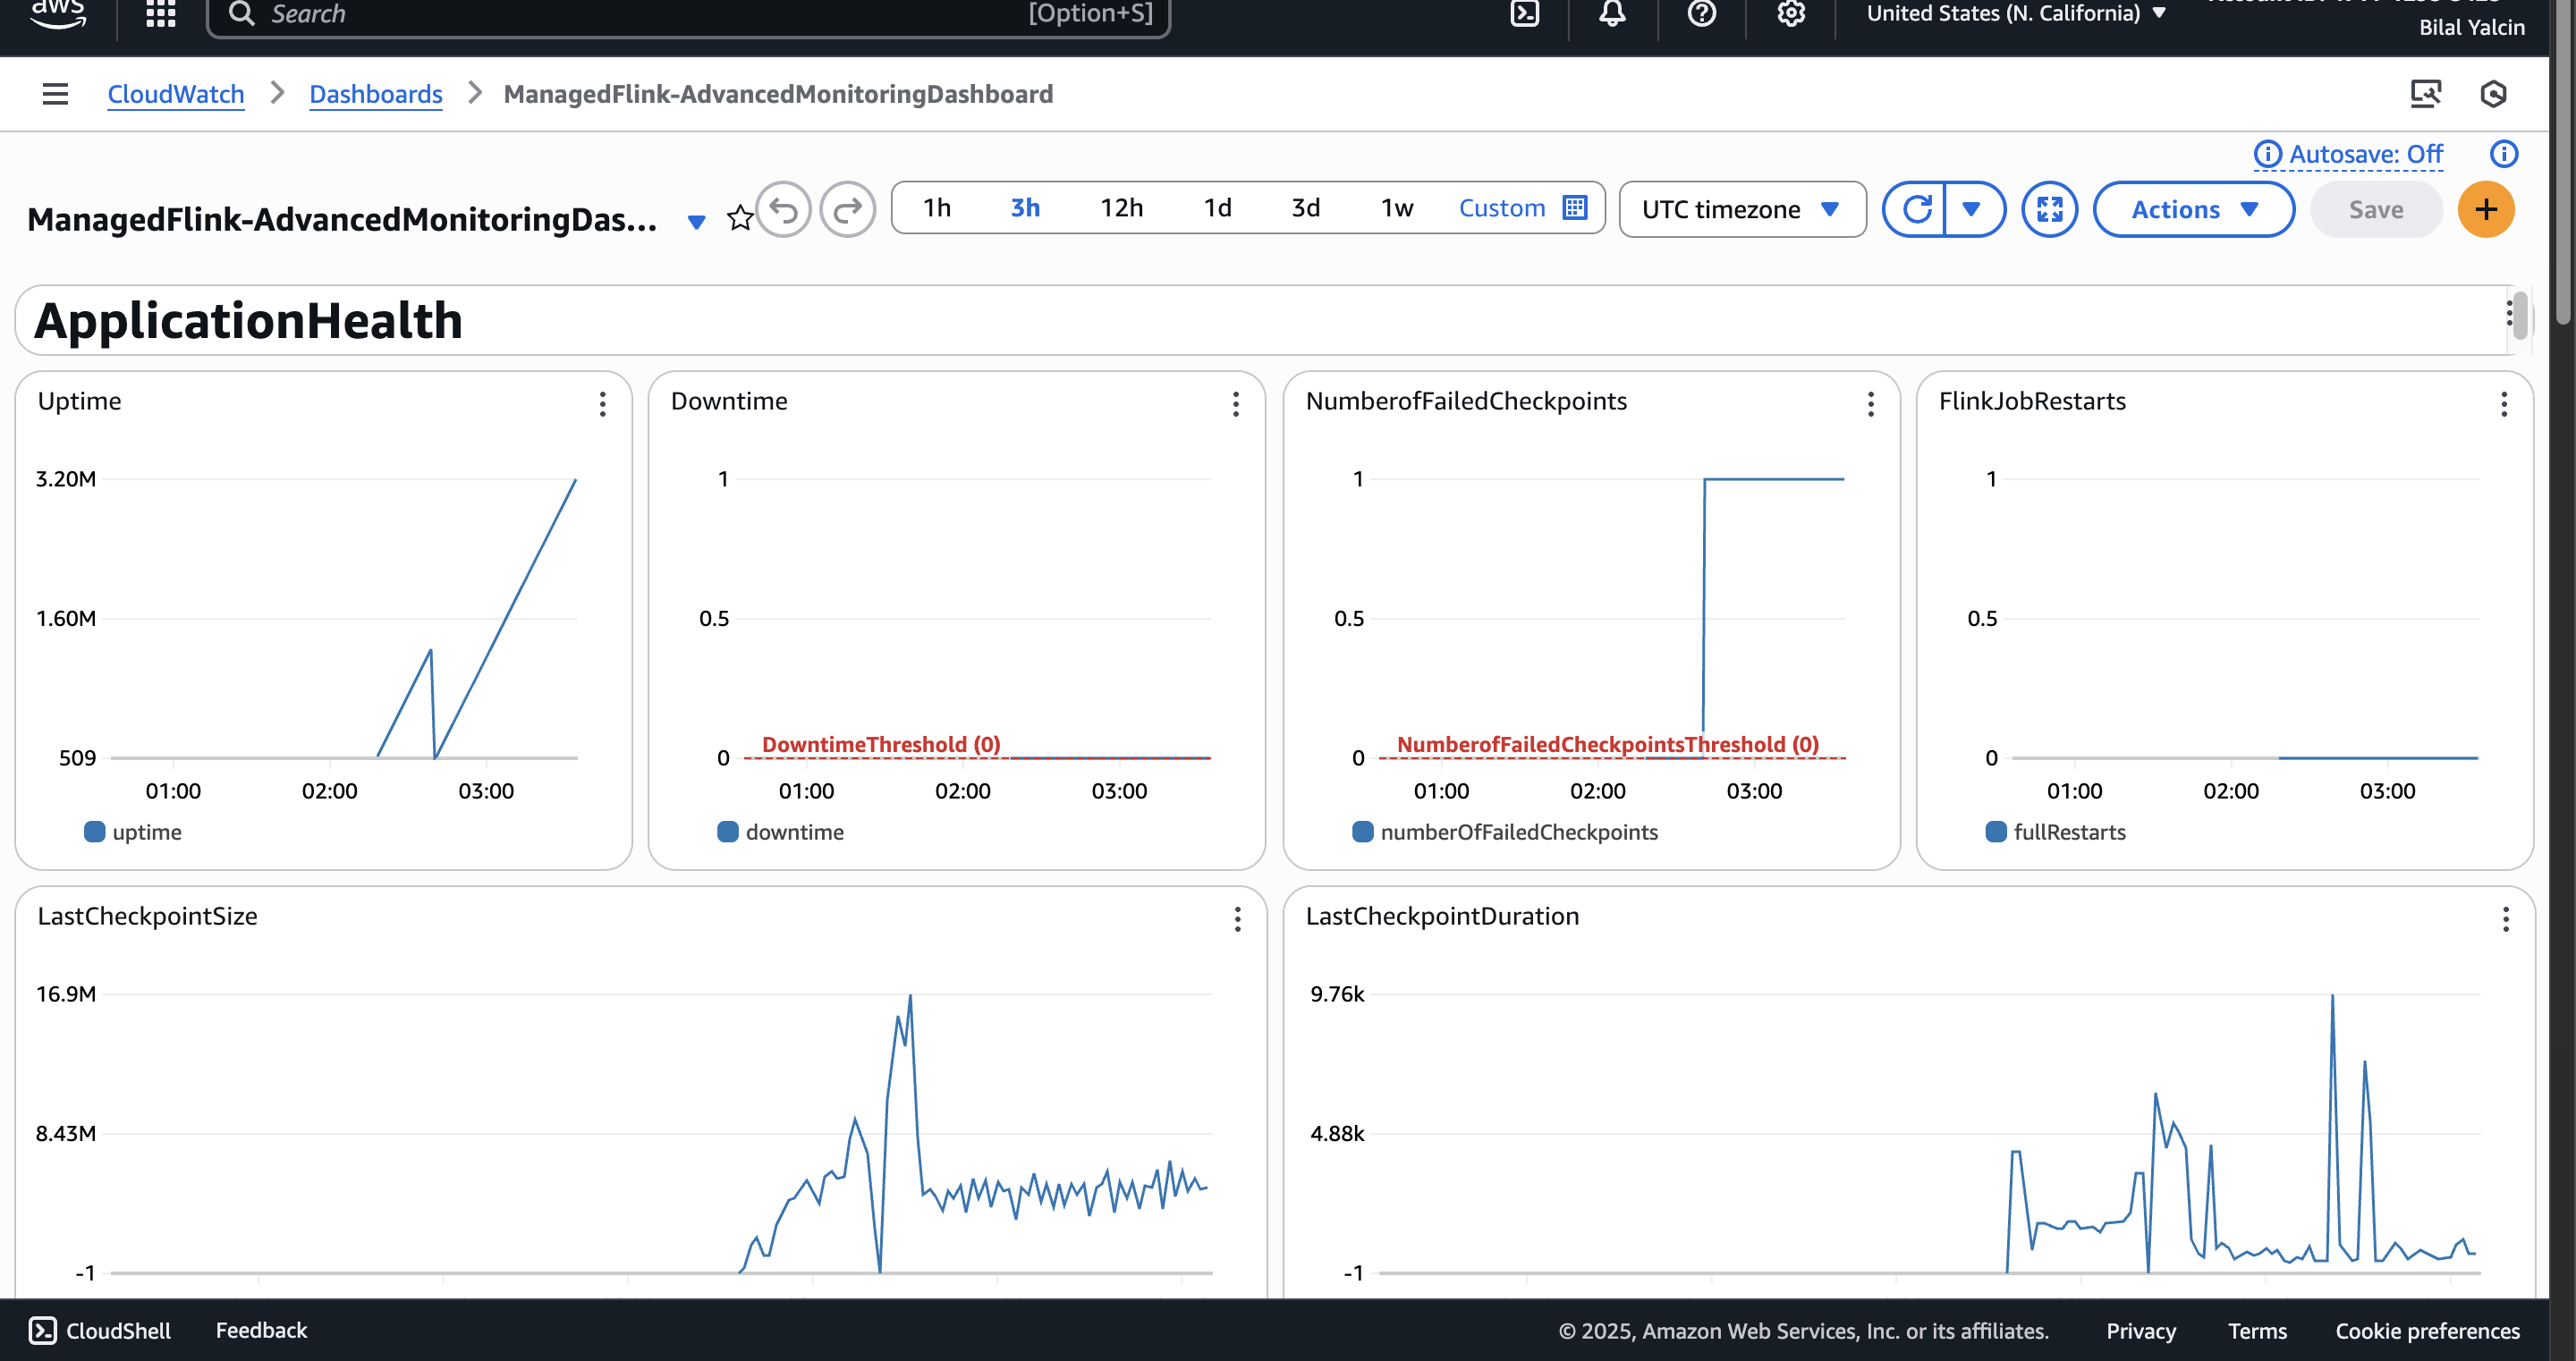 aws
Search
[Option+S]
United States (N. California)
Bilal Yalcin
CloudWatch
Dashboards
ManagedFlink-AdvancedMonitoringDashboard
Autosave: Off
ManagedFlink-AdvancedMonitoringDas...
1h 3h 12h 1d 3d 1w Custom
UTC timezone
Actions
Save
ApplicationHealth
Uptime
3.20M
1.60M
509
01:00 02:00 03:00
uptime
Downtime
1
0.5
DowntimeThreshold (0)
0
01:00 02:00 03:00
downtime
NumberofFailedCheckpoints
1
0.5
NumberofFailedCheckpointsThreshold (0)
0
01:00 02:00 03:00
numberOfFailedCheckpoints
FlinkJobRestarts
1
0.5
0
01:00 02:00 03:00
fullRestarts
LastCheckpointSize
16.9M
8.43M
-1
LastCheckpointDuration
9.76k
4.88k
-1
CloudShell
Feedback
© 2025, Amazon Web Services, Inc. or its affiliates.
Privacy
Terms
Cookie preferences